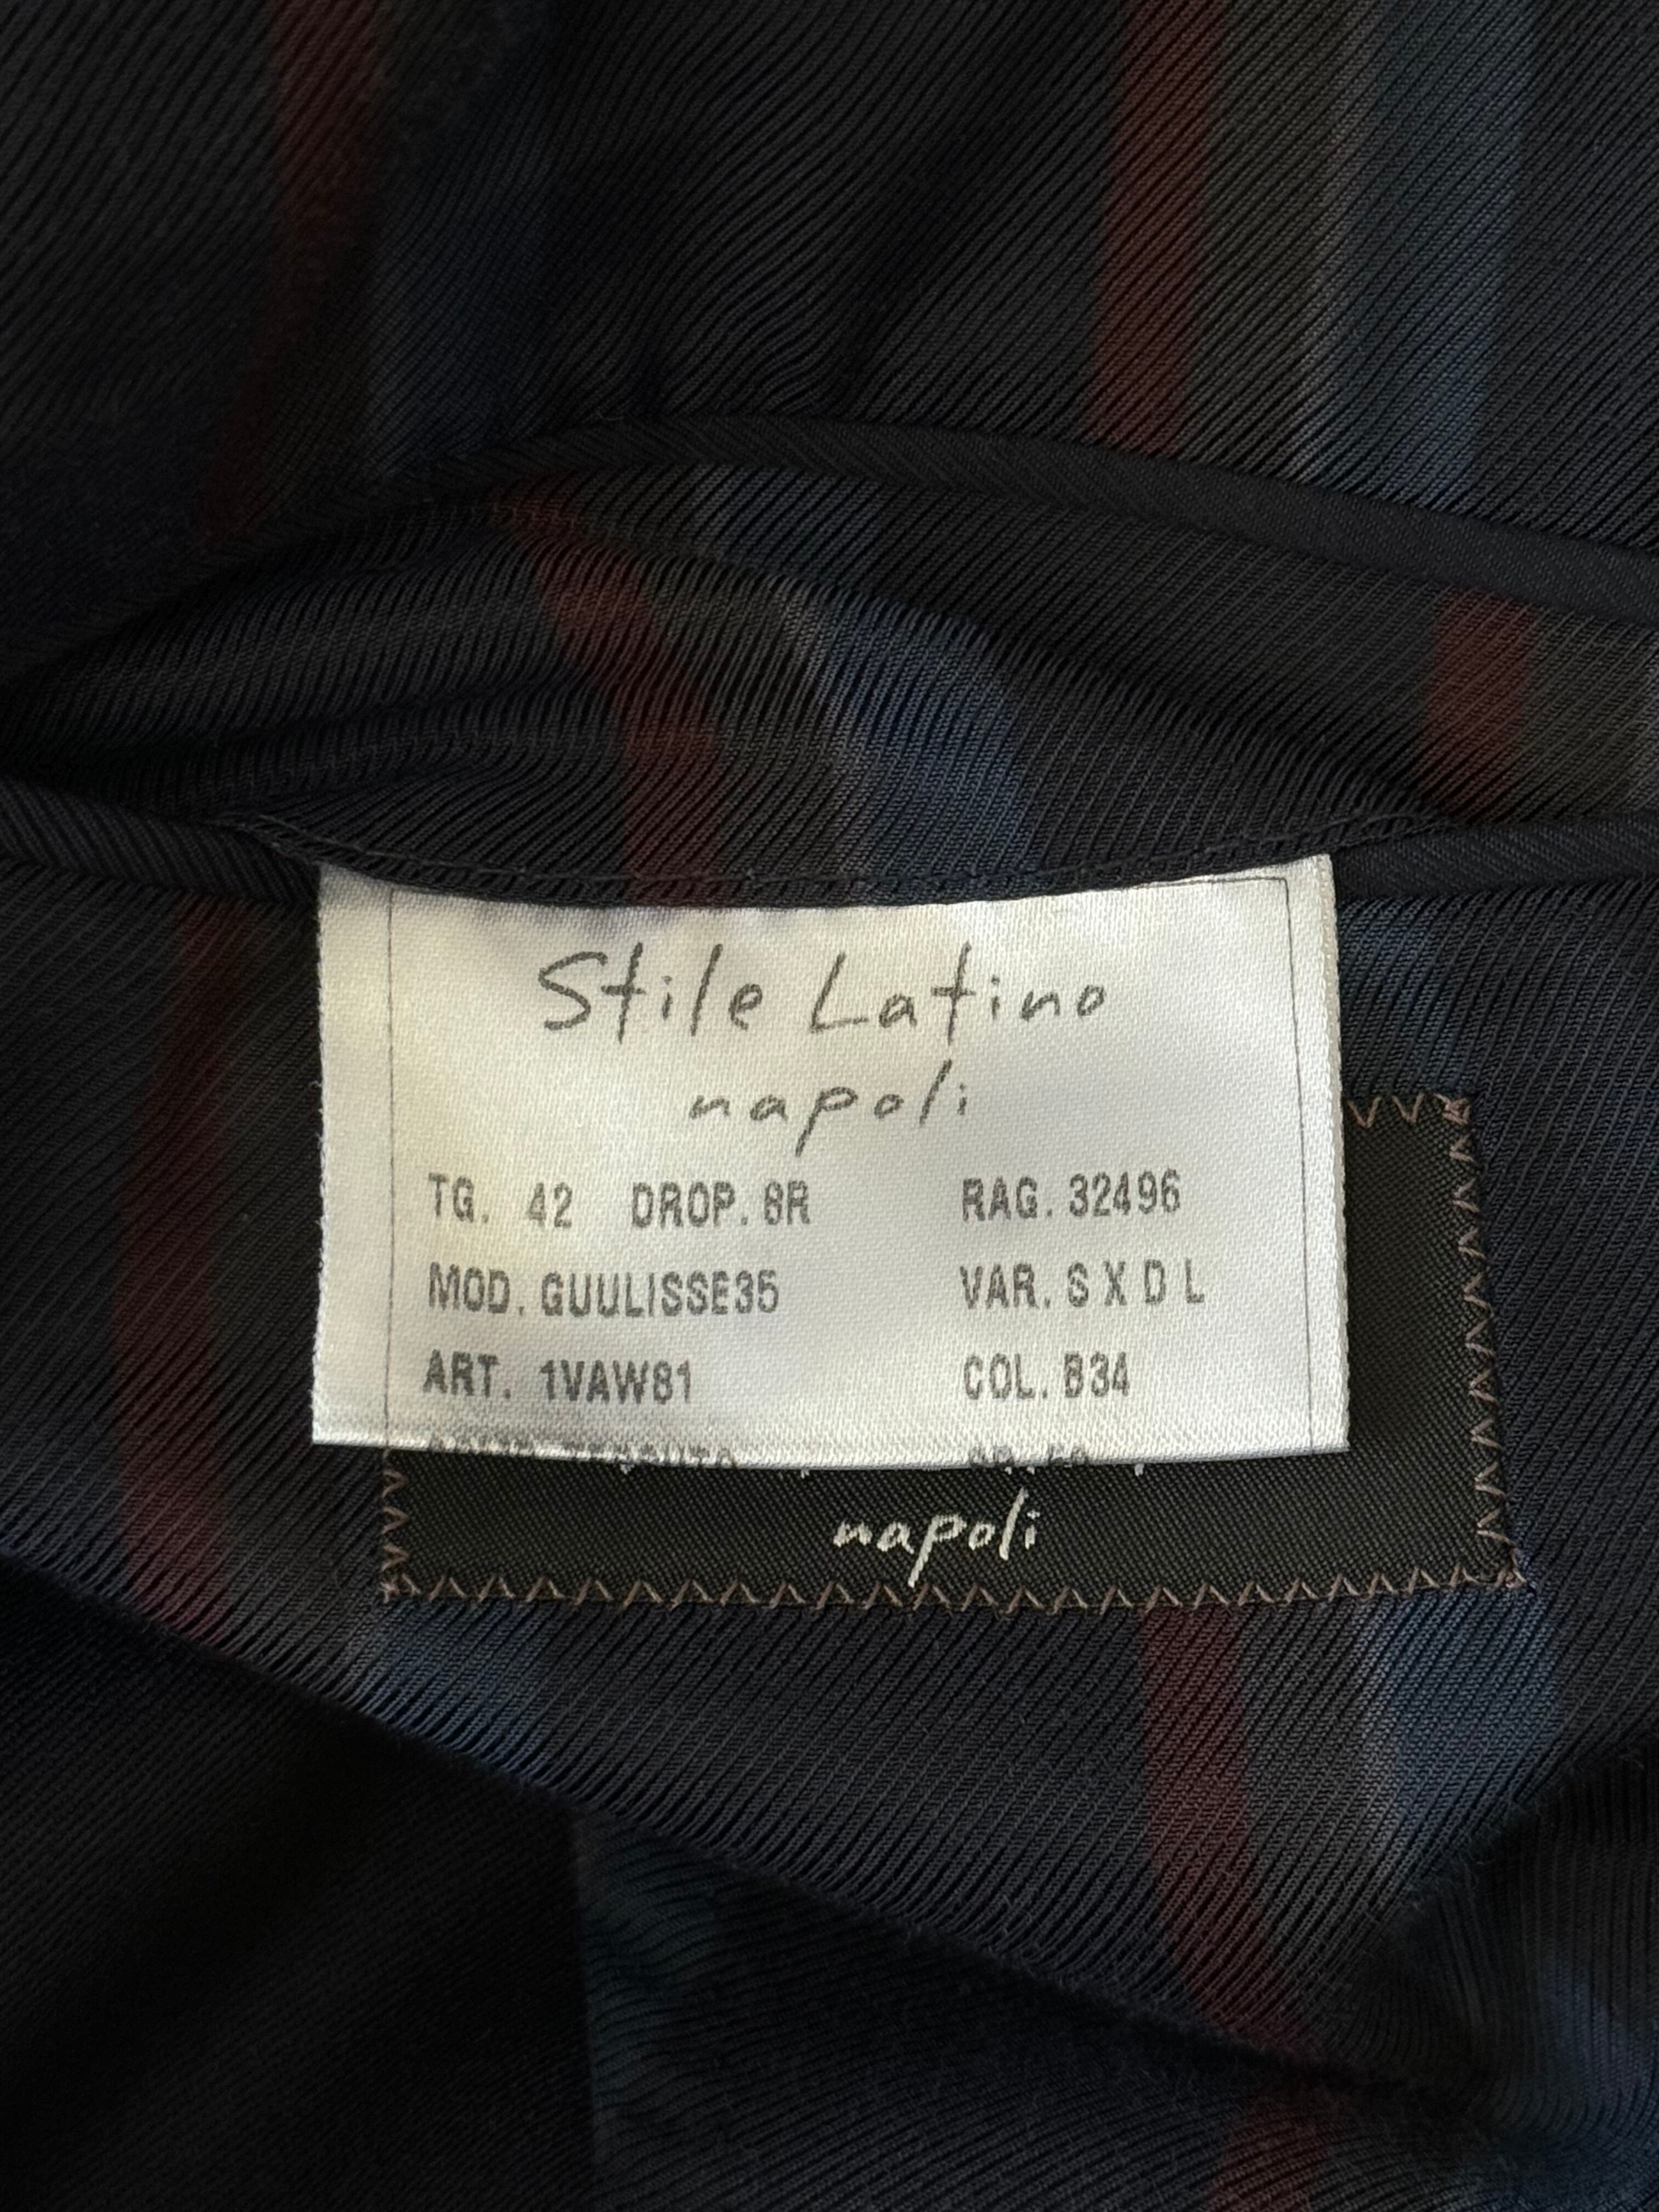 Stile Latino
napoli
TG. 42 DROP. 8R RAG. 32496
MOD. GUULISSE35 VAR. S X D L
ART. 1VAW81 COL. B34
napoli